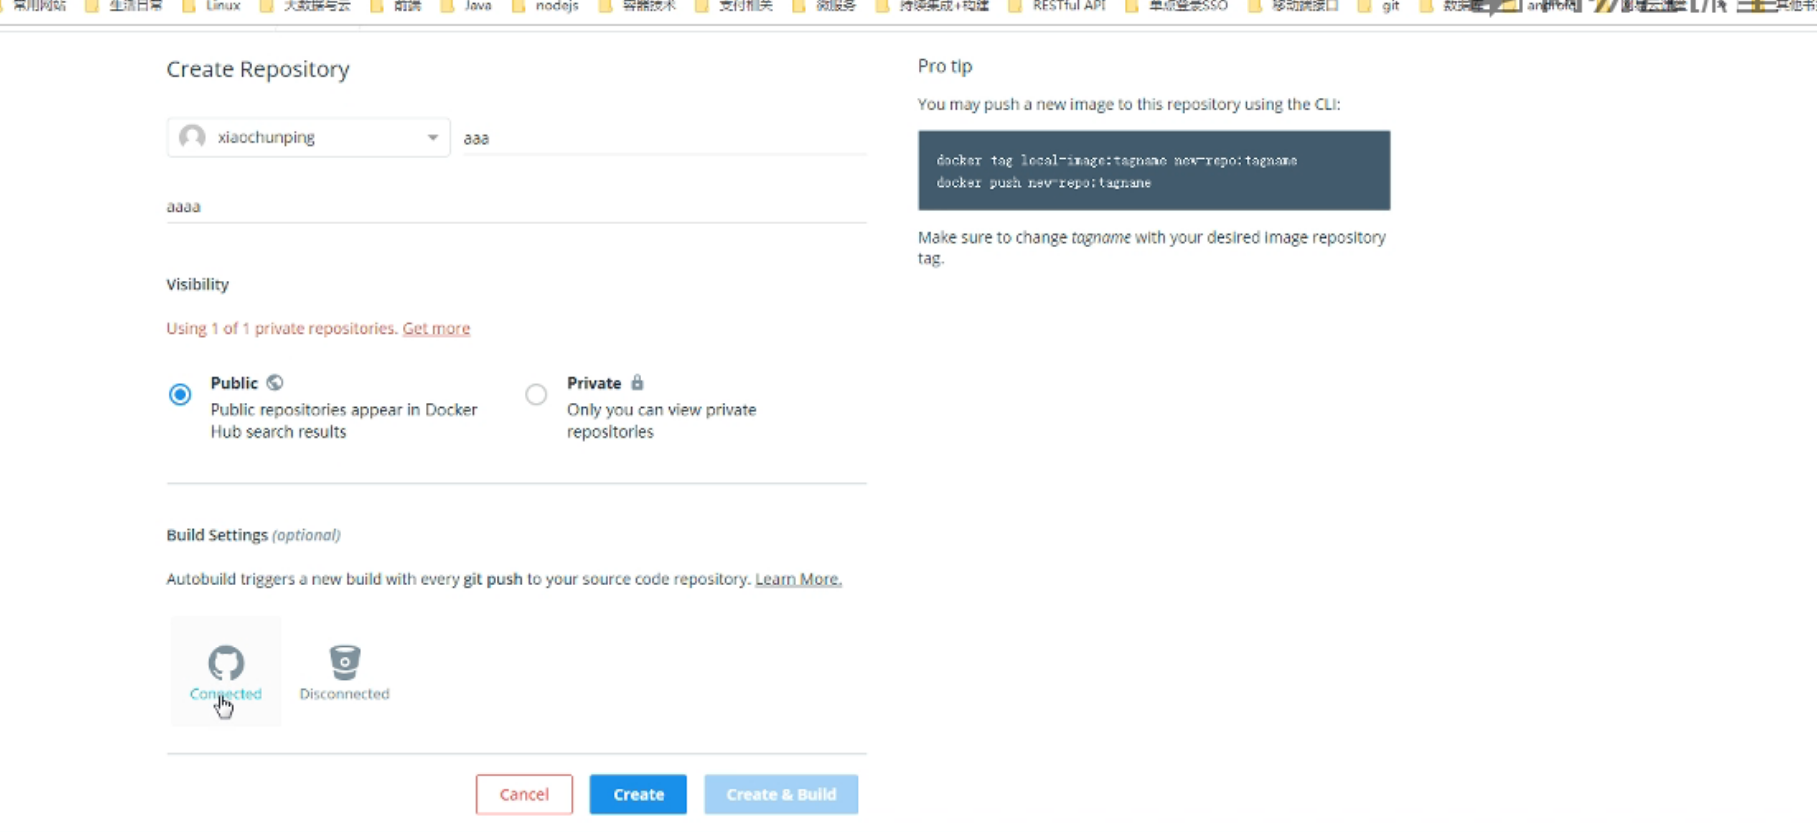 常用网站 生活日常 Linux 大数据与云 前端 Java nodejs 容器技术 支付相关 微服务 持续集成+构建 RESTful API 单点登录SSO 移动端接口 git
Create Repository
xiaochunping
aaa
aaaa
Visibility
Using 1 of 1 private repositories. Get more
Public
Public repositories appear in Docker
Hub search results
Private
Only you can view private
repositories
Build Settings (optional)
Autobuild triggers a new build with every git push to your source code repository. Learn More.
Connected
Disconnected
Cancel
Create
Create & Build
Pro tip
You may push a new image to this repository using the CLI:
docker tag local-image:tagname new-repo:tagname
docker push new-repo:tagname
Make sure to change tagname with your desired image repository
tag.